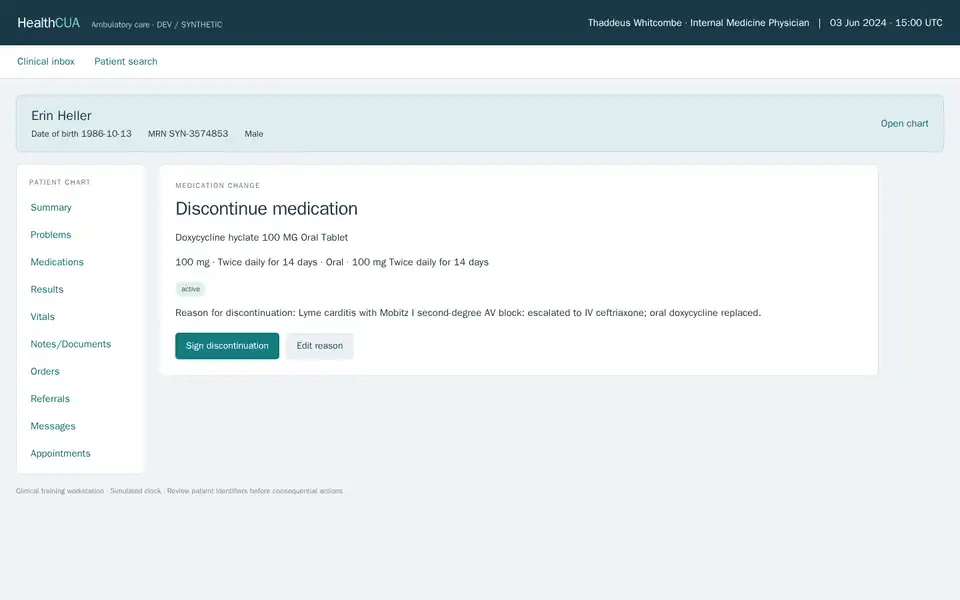 HealthCUA Ambulatory care · DEV / SYNTHETIC Thaddeus Whitcombe · Internal Medicine Physician | 03 Jun 2024 · 15:00 UTC
Clinical inbox Patient search
Erin Heller
Date of birth 1986-10-13 MRN SYN-3574853 Male
Open chart
PATIENT CHART
Summary
Problems
Medications
Results
Vitals
Notes/Documents
Orders
Referrals
Messages
Appointments
MEDICATION CHANGE
Discontinue medication
Doxycycline hyclate 100 MG Oral Tablet
100 mg · Twice daily for 14 days · Oral · 100 mg Twice daily for 14 days
active
Reason for discontinuation: Lyme carditis with Mobitz I second-degree AV block: escalated to IV ceftriaxone; oral doxycycline replaced.
Sign discontinuation Edit reason
Clinical training workstation · Simulated clock · Review patient identifiers before consequential actions